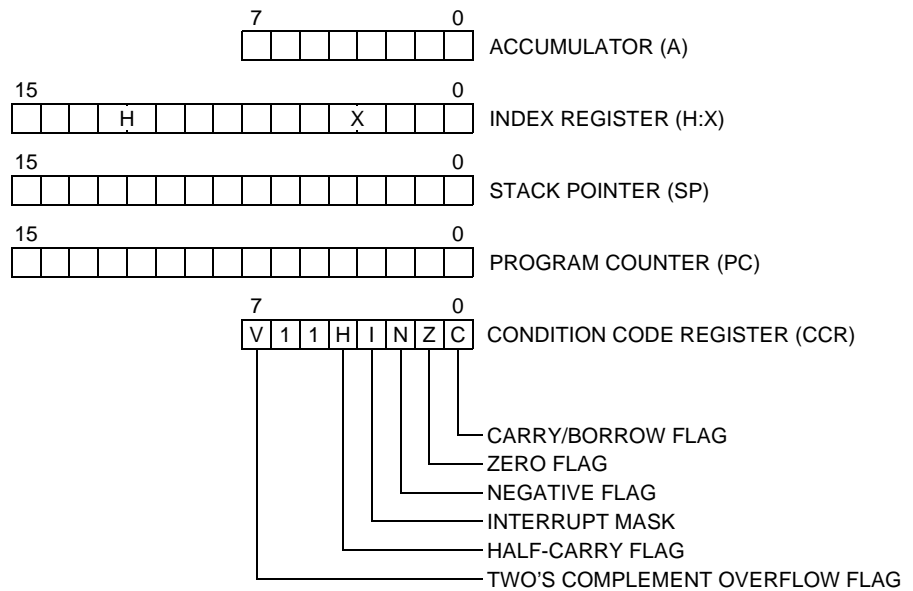 7 0
ACCUMULATOR (A)
15 0
H X INDEX REGISTER (H:X)
15 0
STACK POINTER (SP)
15 0
PROGRAM COUNTER (PC)
7 0
V 1 1 H I N Z C CONDITION CODE REGISTER (CCR)
CARRY/BORROW FLAG
ZERO FLAG
NEGATIVE FLAG
INTERRUPT MASK
HALF-CARRY FLAG
TWO'S COMPLEMENT OVERFLOW FLAG